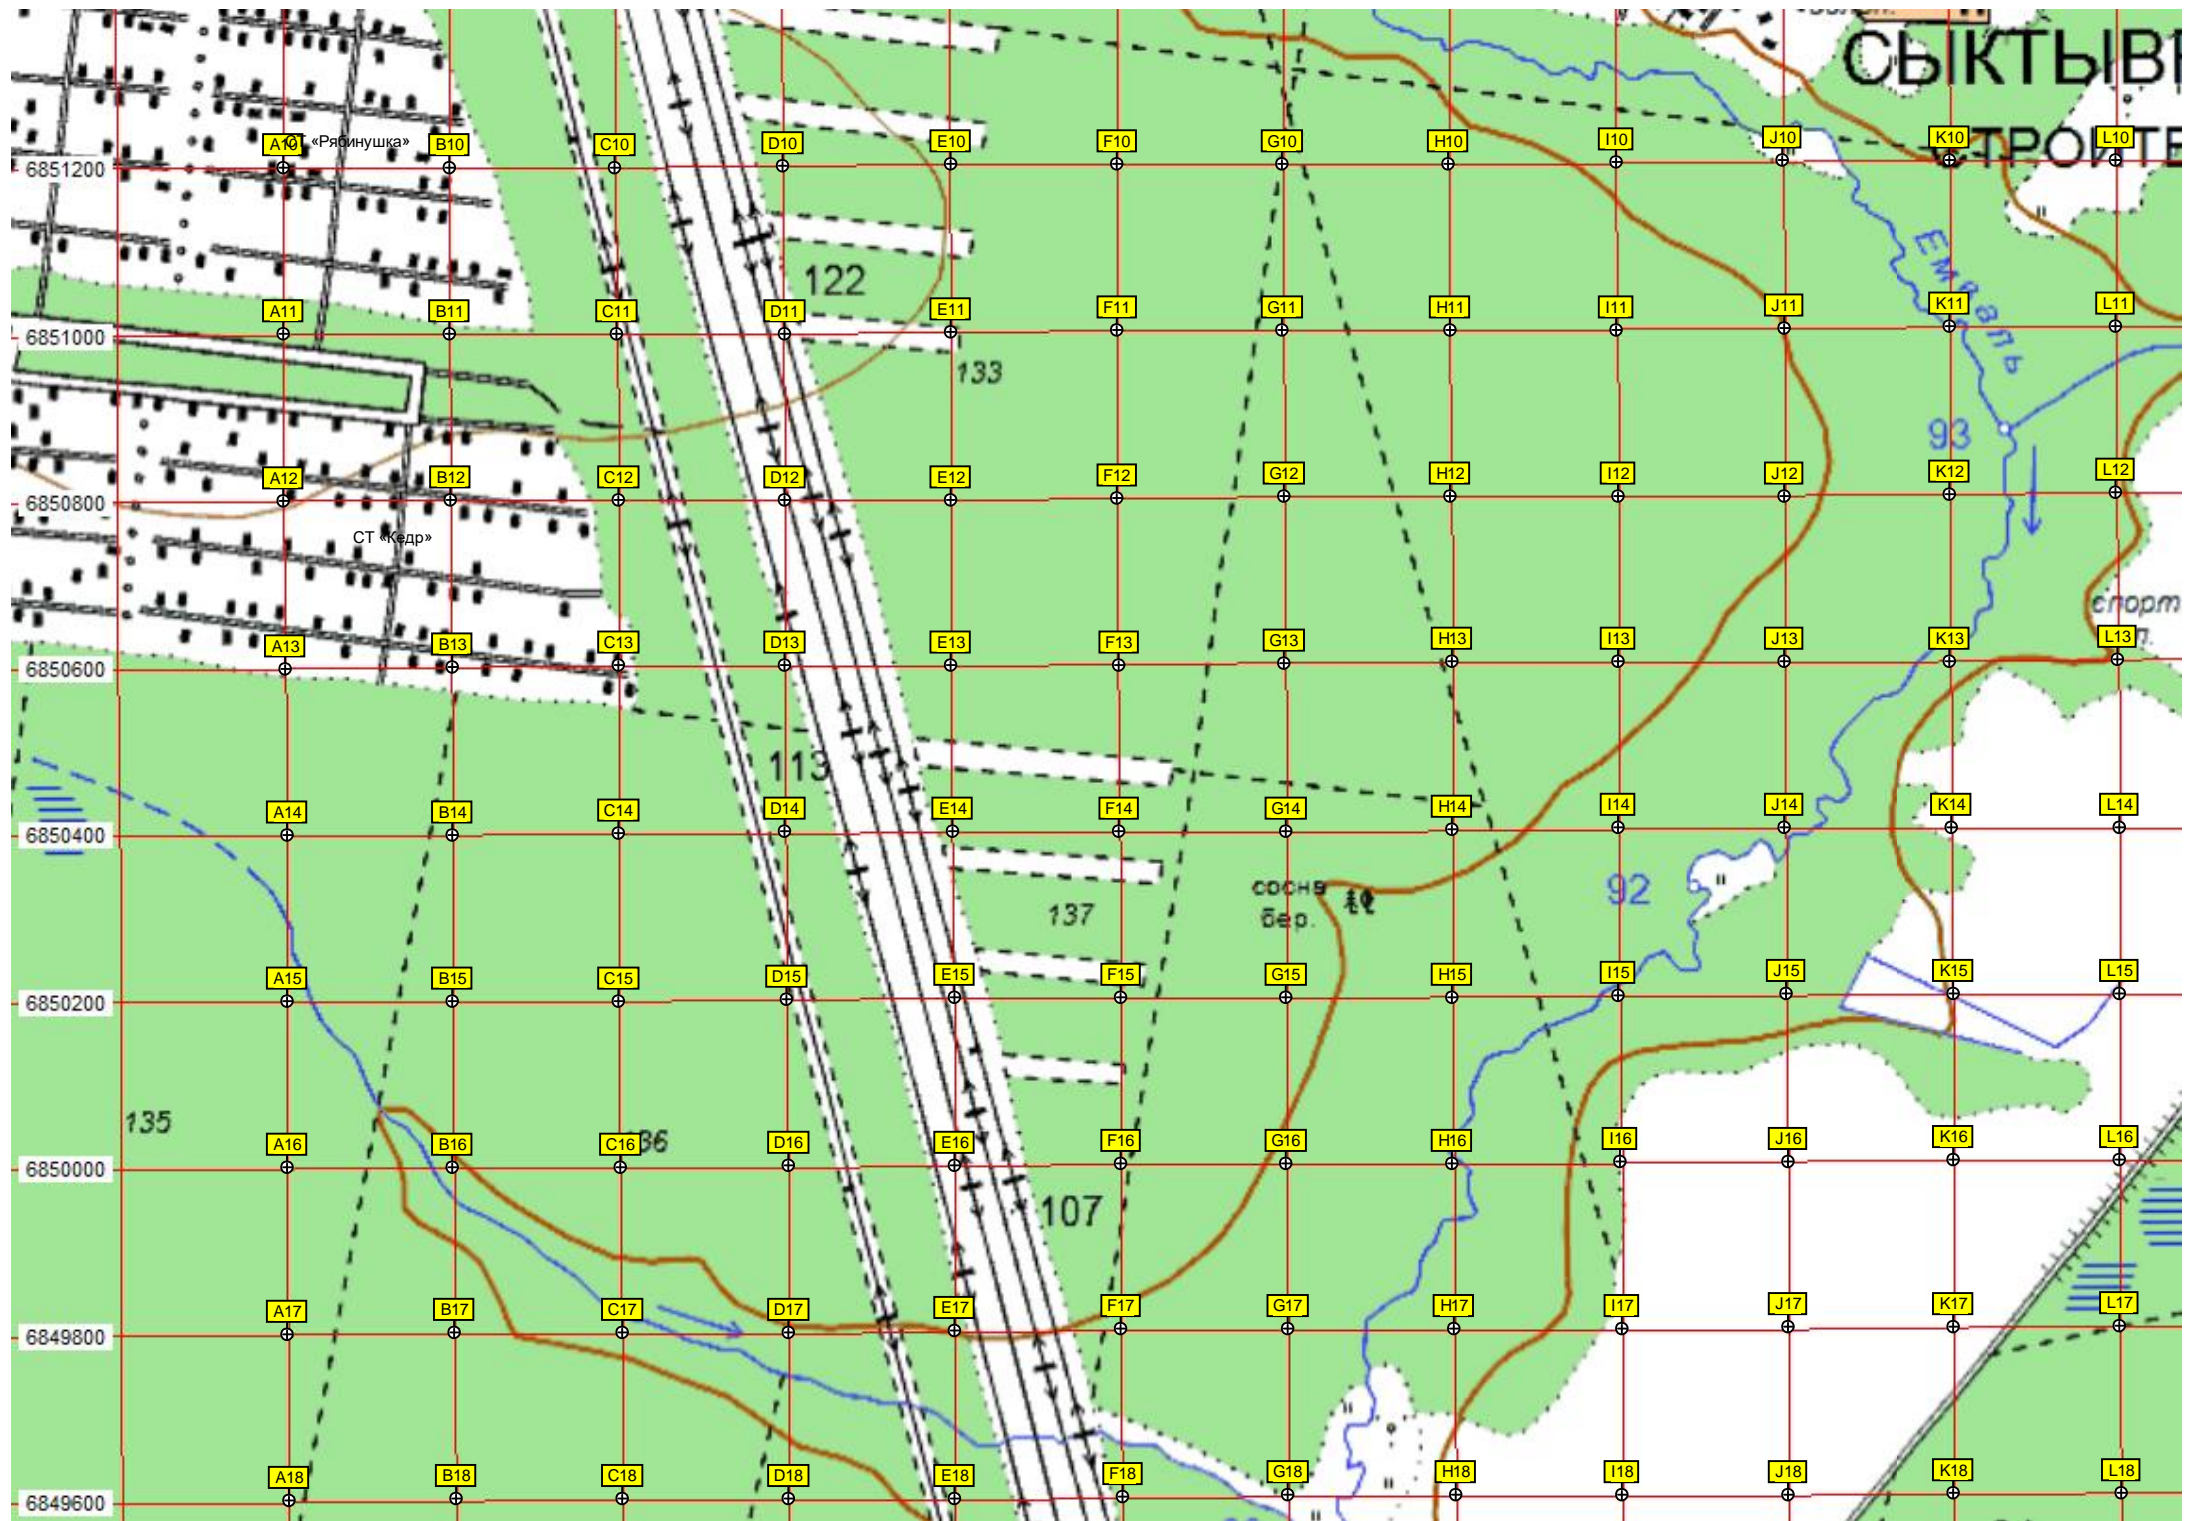 СЫКТЫВ
A10 СТ «Рябинушка» B10 C10 D10 E10 F10 G10 H10 I10 J10 K10 L10
6851200
СТРОИТЕ
Емваль
122
A11 B11 C11 D11 E11 F11 G11 H11 I11 J11 K11 L11
6851000
133
93
A12 B12 C12 D12 E12 F12 G12 H12 I12 J12 K12 L12
6850800
СТ «Кедр»
спорт
п.
A13 B13 C13 D13 E13 F13 G13 H13 I13 J13 K13 L13
6850600
113
A14 B14 C14 D14 E14 F14 G14 H14 I14 J14 K14 L14
6850400
сосна
92
137
бер.
A15 B15 C15 D15 E15 F15 G15 H15 I15 J15 K15 L15
6850200
135
A16 B16 C16 36 D16 E16 F16 G16 H16 I16 J16 K16 L16
6850000
107
A17 B17 C17 D17 E17 F17 G17 H17 I17 J17 K17 L17
6849800
A18 B18 C18 D18 E18 F18 G18 H18 I18 J18 K18 L18
6849600